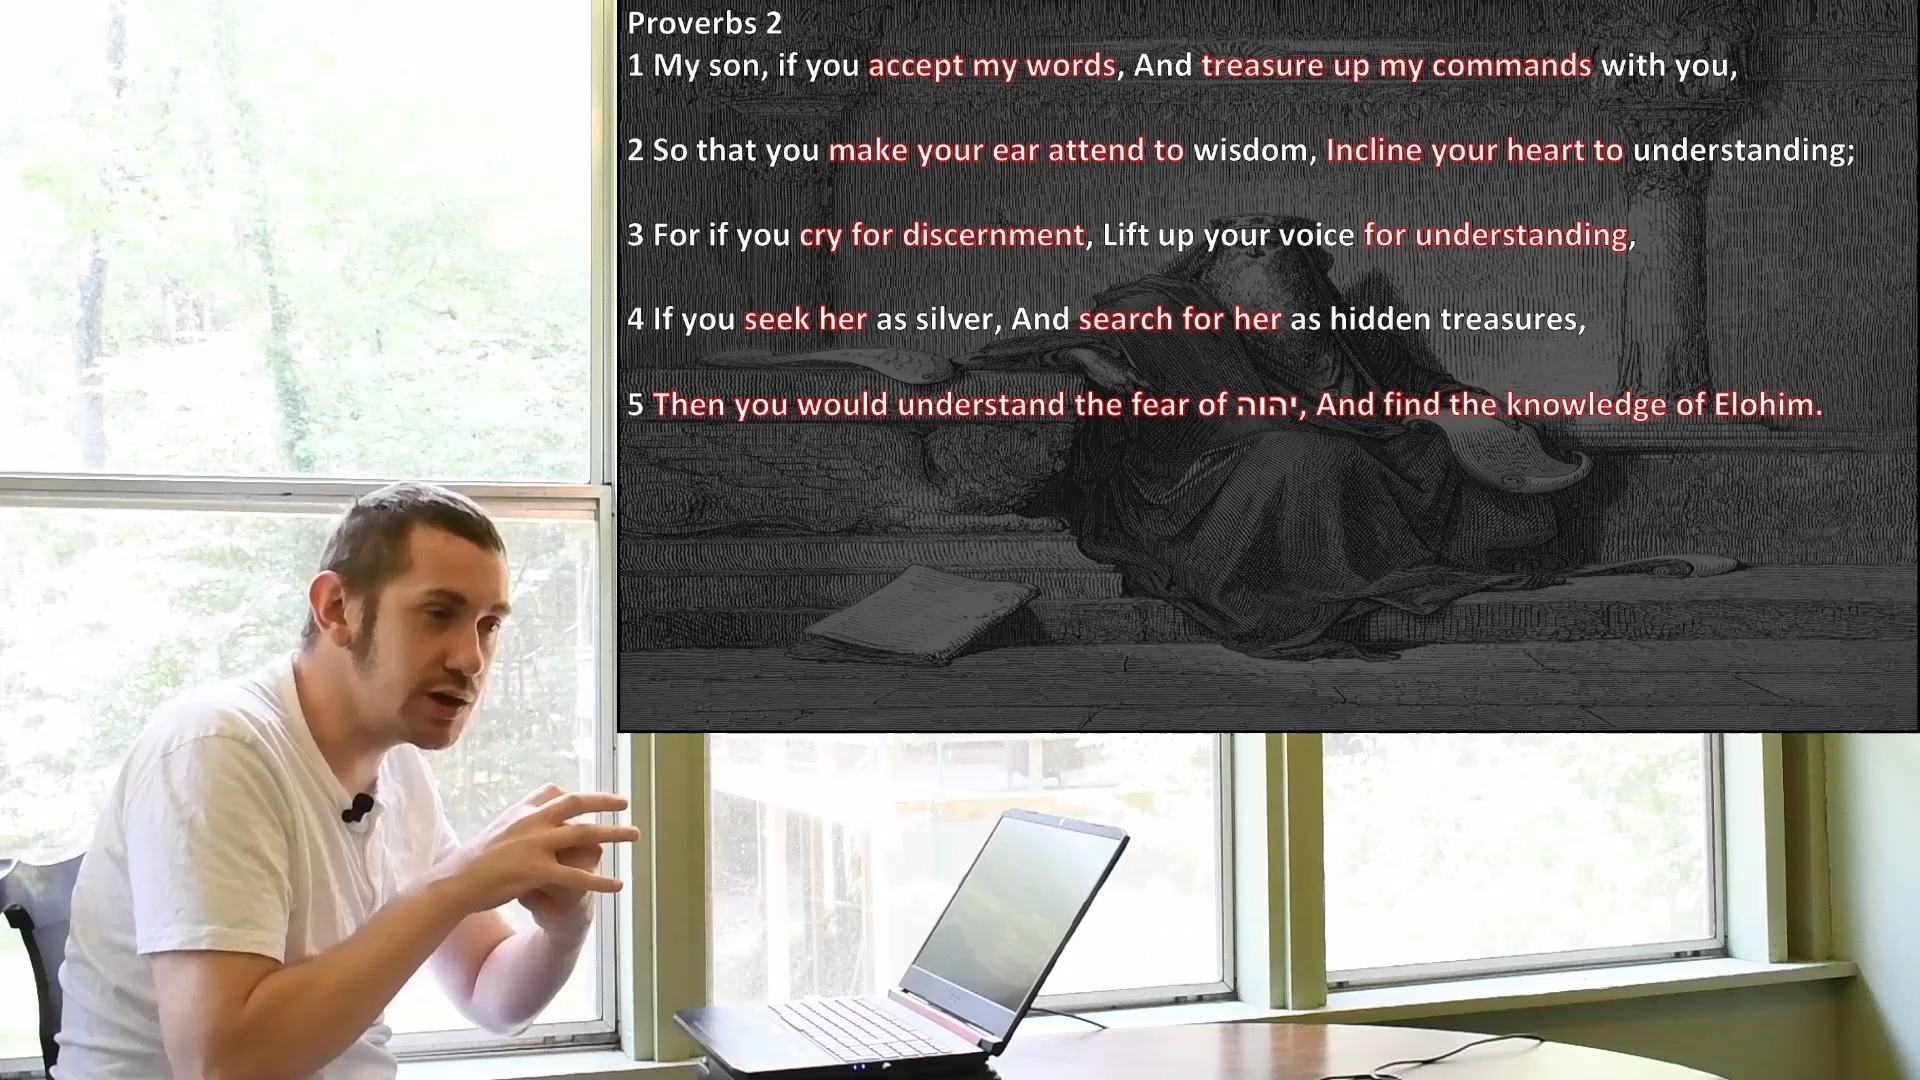 Proverbs 2
1 My son, if you accept my words, And treasure up my commands with you,
2 So that you make your ear attend to wisdom, Incline your heart to understanding;
3 For if you cry for discernment, Lift up your voice for understanding,
4 If you seek her as silver, And search for her as hidden treasures,
5 Then you would understand the fear of יהוה, And find the knowledge of Elohim.